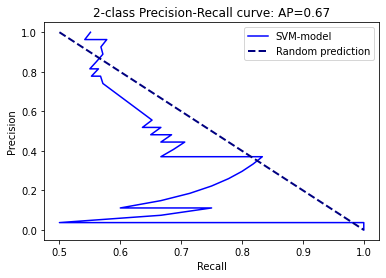 2-class Precision-Recall curve: AP=0.67
SVM-model
Random prediction
Precision
1.0
0.8
0.6
0.4
0.2
0.0
0.5 0.6 0.7 0.8 0.9 1.0
Recall